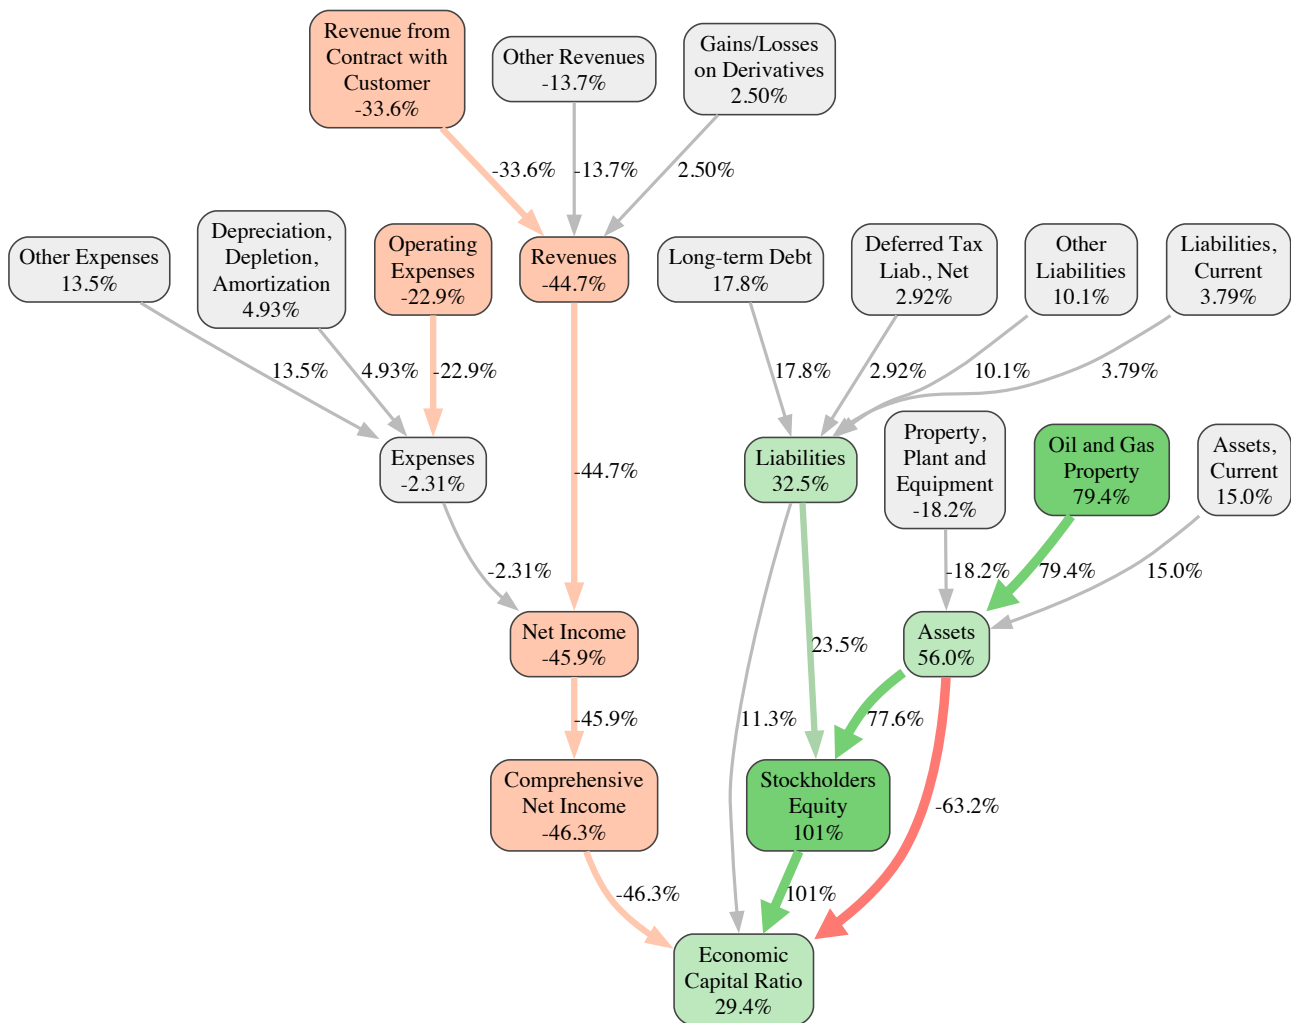 Revenue from
Contract with
Customer
-33.6%
Other Revenues
-13.7%
Gains/Losses
on Derivatives
2.50%
-33.6%
-13.7%
2.50%
Other Expenses
13.5%
Depreciation,
Depletion,
Amortization
4.93%
Operating
Expenses
-22.9%
Revenues
-44.7%
Long-term Debt
17.8%
Deferred Tax
Liab., Net
2.92%
Other
Liabilities
10.1%
Liabilities,
Current
3.79%
13.5%
4.93%
-22.9%
-44.7%
17.8%
2.92%
10.1%
3.79%
Expenses
-2.31%
Liabilities
32.5%
Property,
Plant and
Equipment
-18.2%
Oil and Gas
Property
79.4%
Assets,
Current
15.0%
-2.31%
-18.2%
79.4%
15.0%
Net Income
-45.9%
23.5%
Assets
56.0%
-45.9%
11.3%
77.6%
-63.2%
Comprehensive
Net Income
-46.3%
Stockholders
Equity
101%
-46.3%
101%
Economic
Capital Ratio
29.4%